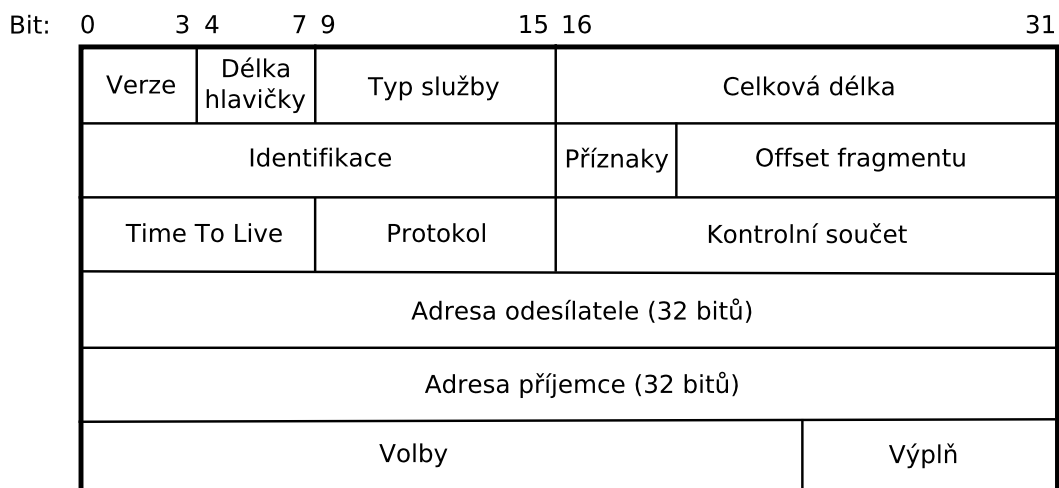 Bit: 0 3 4 7 9 15 16 31
Verze Délka hlavičky Typ služby Celková délka
Identifikace Příznaky Offset fragmentu
Time To Live Protokol Kontrolní součet
Adresa odesílatele (32 bitů)
Adresa příjemce (32 bitů)
Volby Výplň